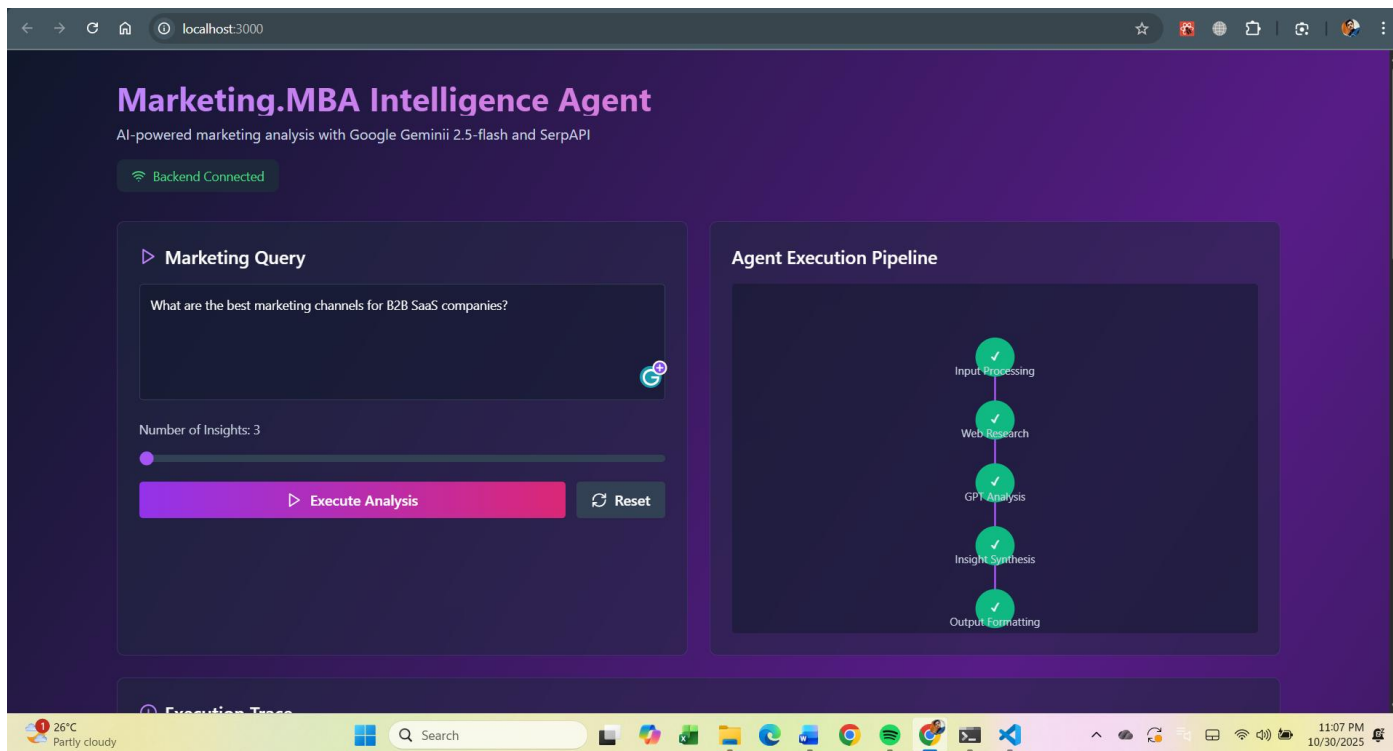 localhost:3000
Marketing.MBA Intelligence Agent
AI-powered marketing analysis with Google Geminii 2.5-flash and SerpAPI
Backend Connected
Marketing Query
What are the best marketing channels for B2B SaaS companies?
Number of Insights: 3
Execute Analysis
Reset
Agent Execution Pipeline
Input Processing
Web Research
GPT Analysis
Insight Synthesis
Output Formatting
Execution Trace
1
26°C
Partly cloudy
Search
11:07 PM
10/30/2025